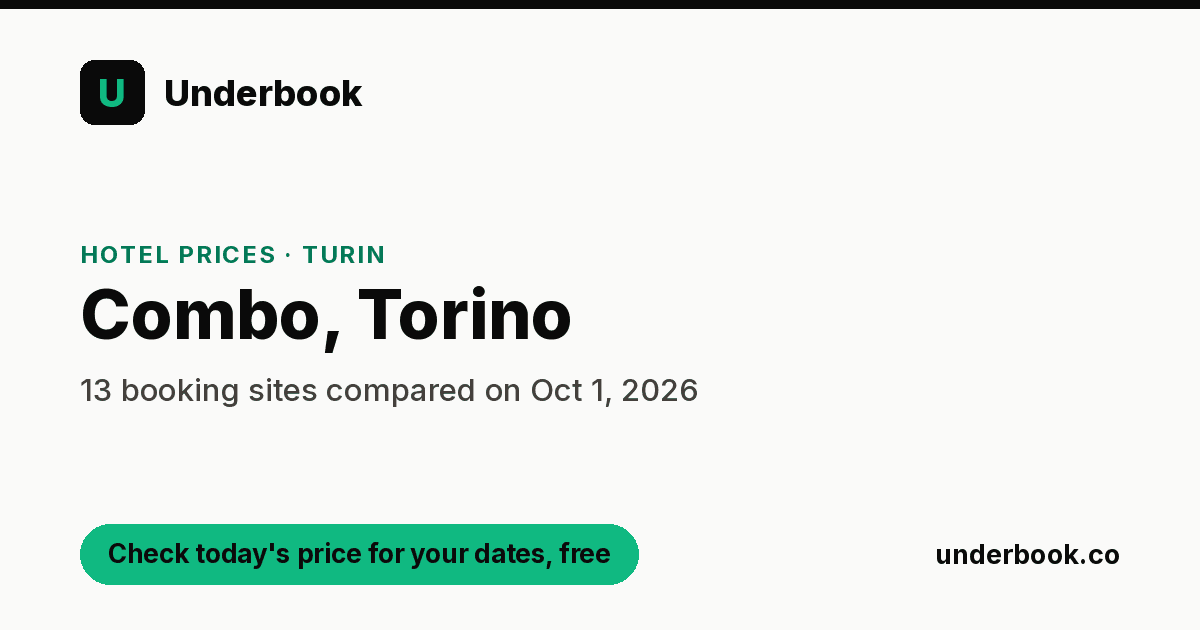 U Underbook
HOTEL PRICES · TURIN
Combo, Torino
13 booking sites compared on Oct 1, 2026
Check today's price for your dates, free
underbook.co